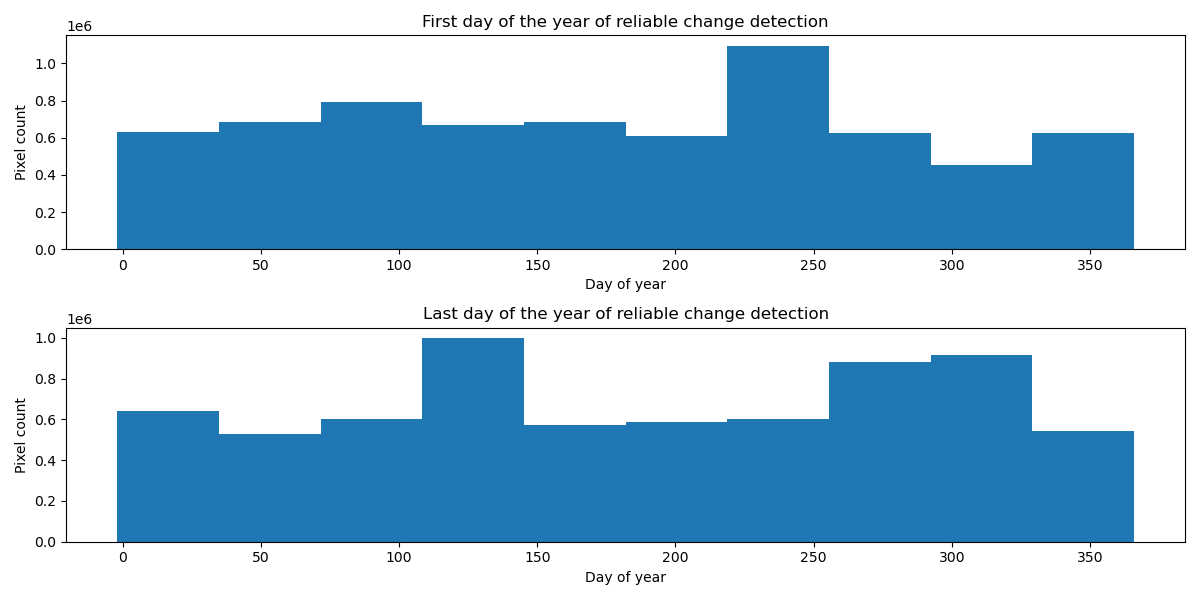 First day of the year of reliable change detection
1e6
1.0
0.8
0.6
0.4
0.2
0.0
Pixel count
0 50 100 150 200 250 300 350
Day of year
Last day of the year of reliable change detection
1e6
1.0
0.8
0.6
0.4
0.2
0.0
Pixel count
0 50 100 150 200 250 300 350
Day of year